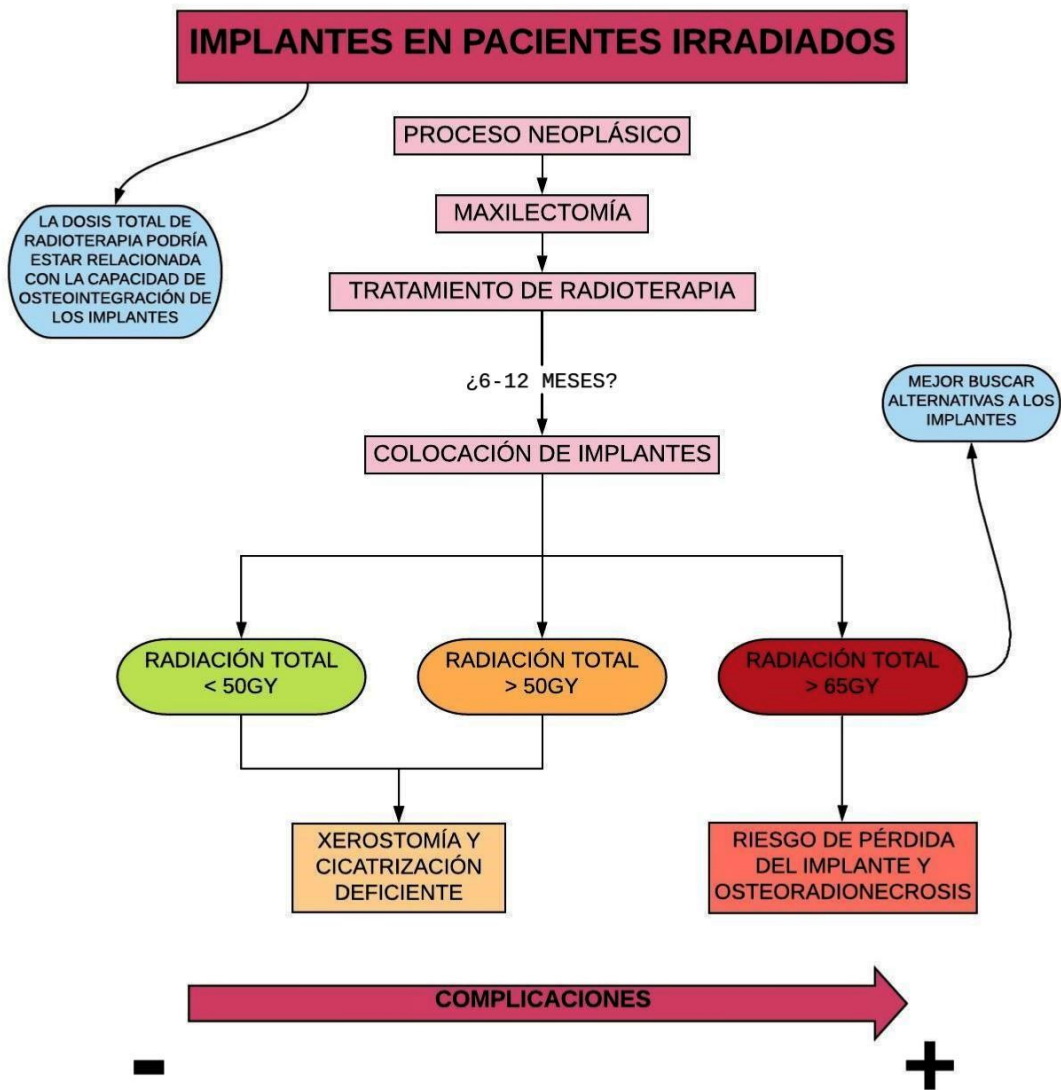 IMPLANTES EN PACIENTES IRRADIADOS
PROCESO NEOPLÁSICO
MAXILECTOMÍA
LA DOSIS TOTAL DE
RADIOTERAPIA PODRÍA
ESTAR RELACIONADA
CON LA CAPACIDAD DE
OSTEOINTEGRACIÓN DE
LOS IMPLANTES
TRATAMIENTO DE RADIOTERAPIA
¿6-12 MESES?
MEJOR BUSCAR
ALTERNATIVAS A LOS
IMPLANTES
COLOCACIÓN DE IMPLANTES
RADIACIÓN TOTAL
< 50GY
RADIACIÓN TOTAL
> 50GY
RADIACIÓN TOTAL
> 65GY
XEROSTOMÍA Y
CICATRIZACIÓN
DEFICIENTE
RIESGO DE PÉRDIDA
DEL IMPLANTE Y
OSTEORADIONECROSIS
COMPLICACIONES
- +